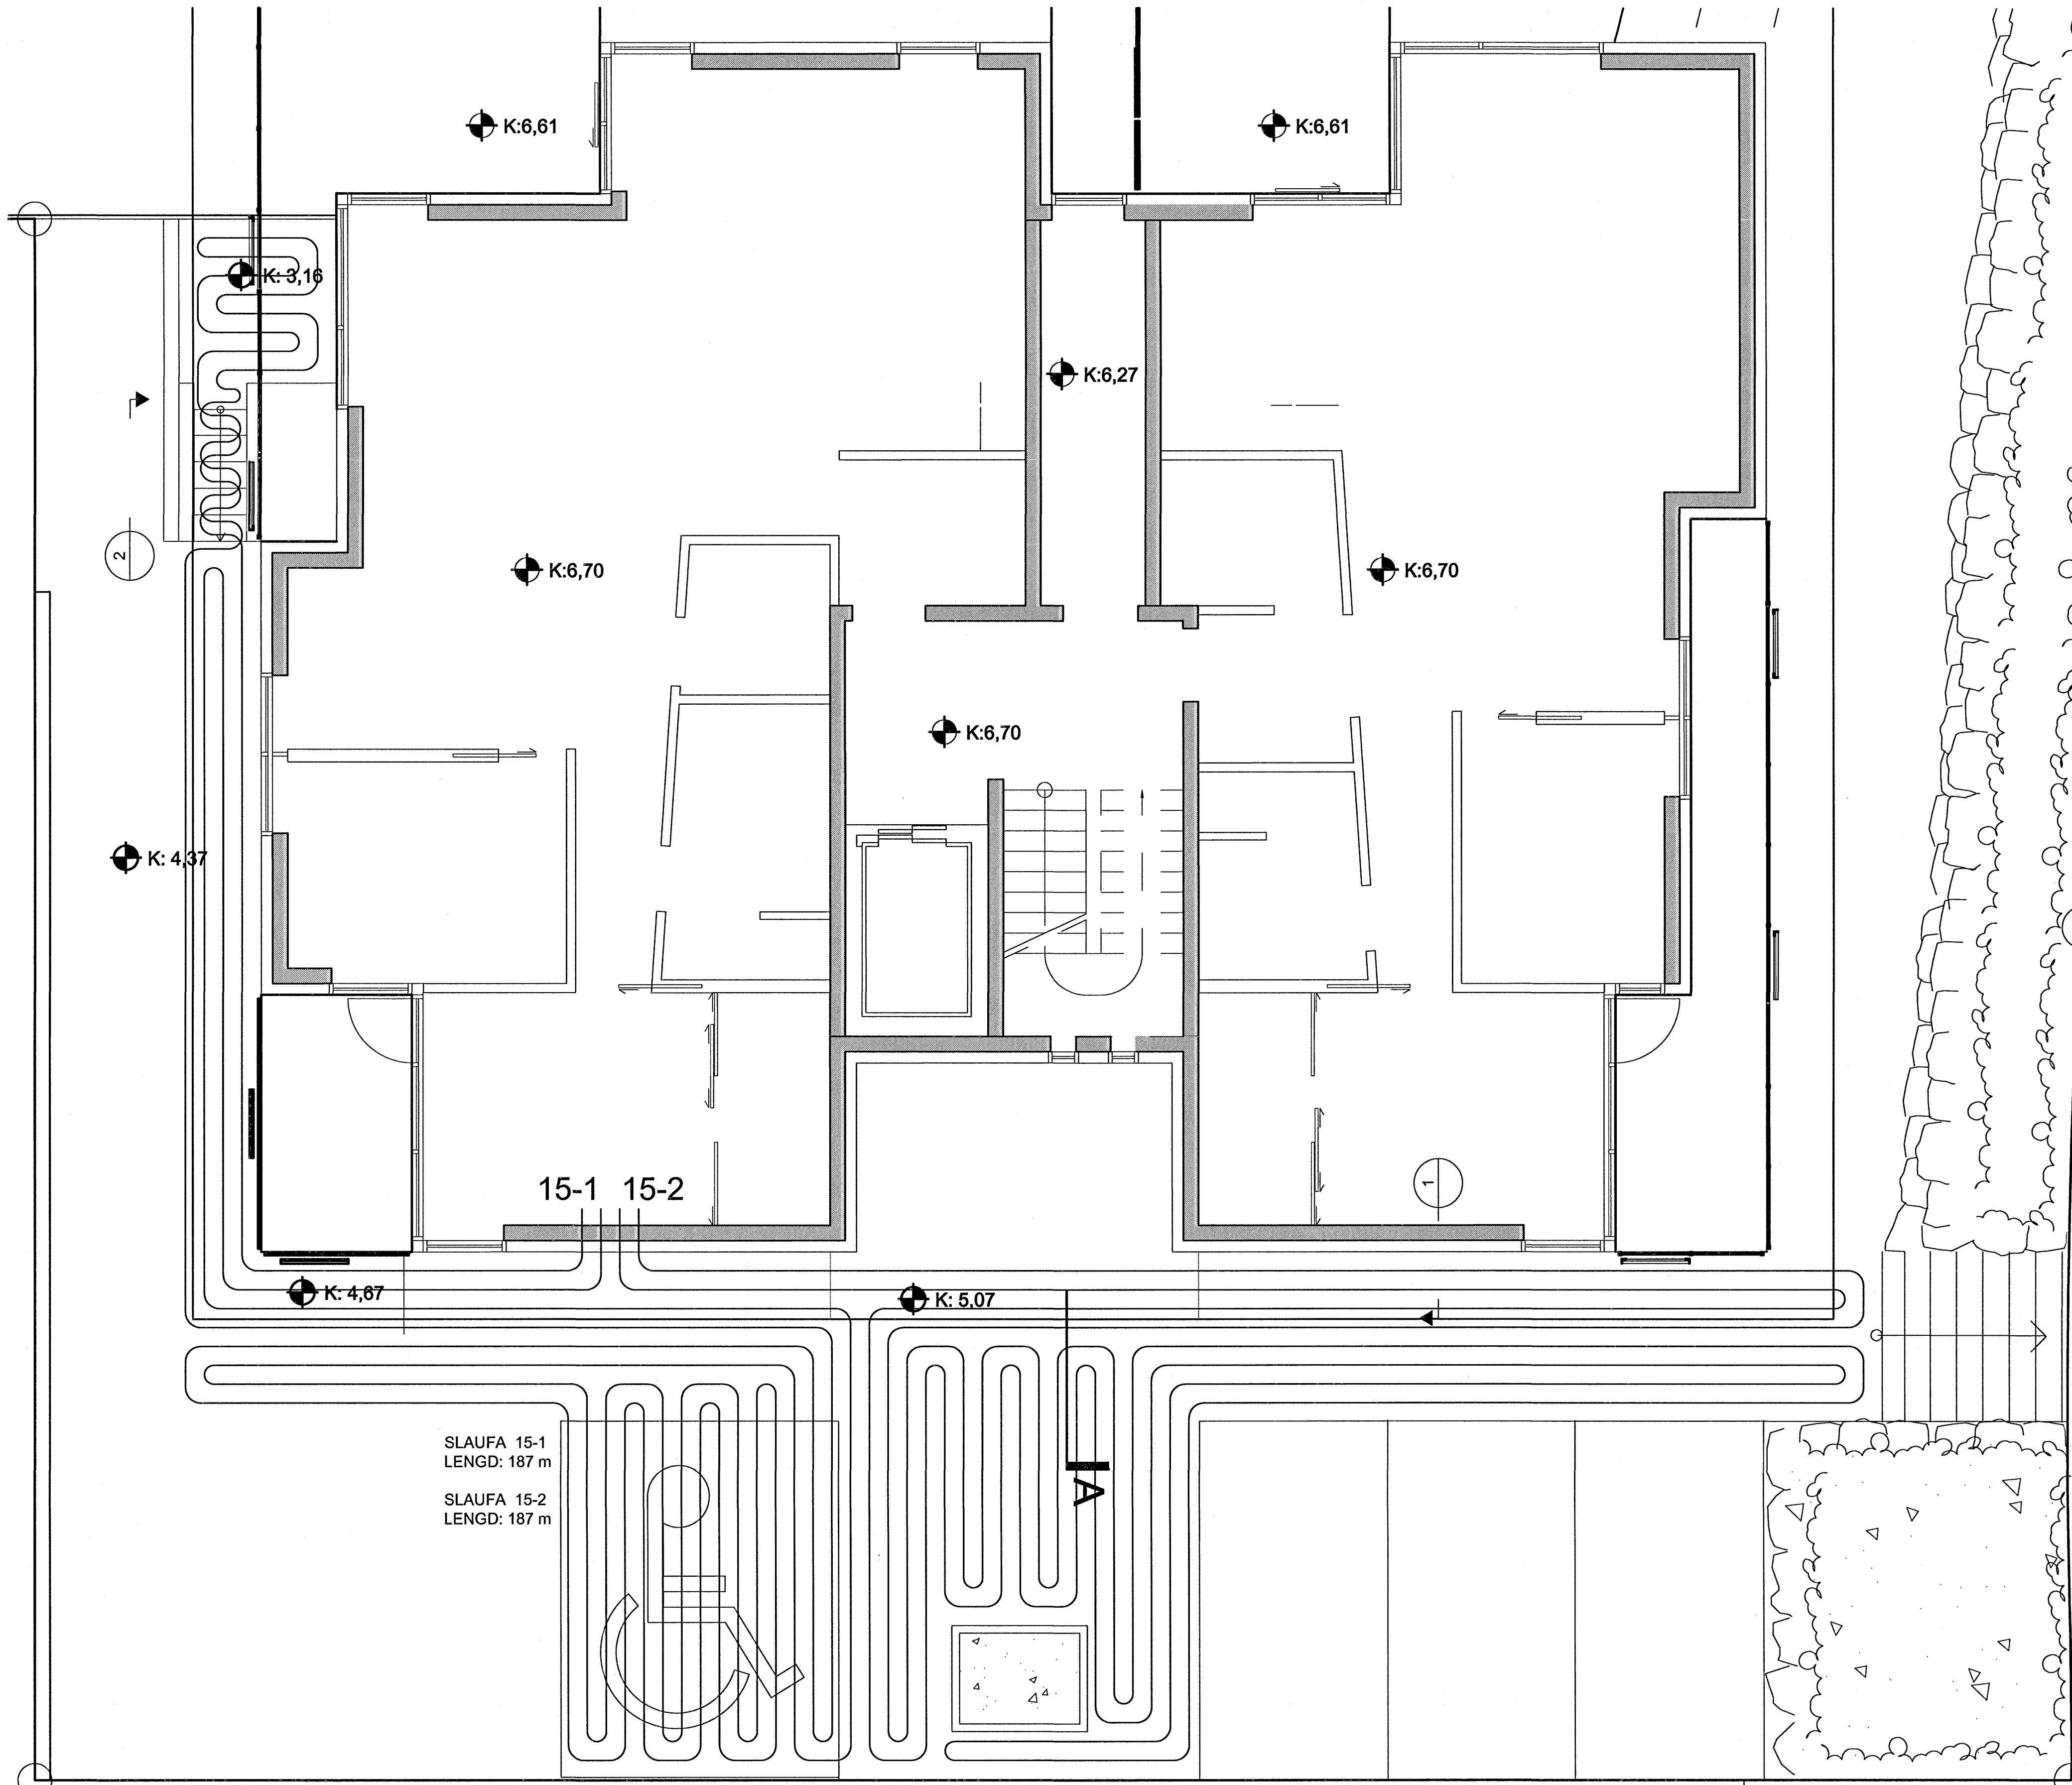 K:6,61
K:6,61
K: 3,16
K:6,27
2
K:6,70
K:6,70
K:6,70
K: 4,37
15-1 15-2
1
K: 4,67
K: 5,07
SLAUFA 15-1
LENGD: 187 m
SLAUFA 15-2
LENGD: 187 m
A